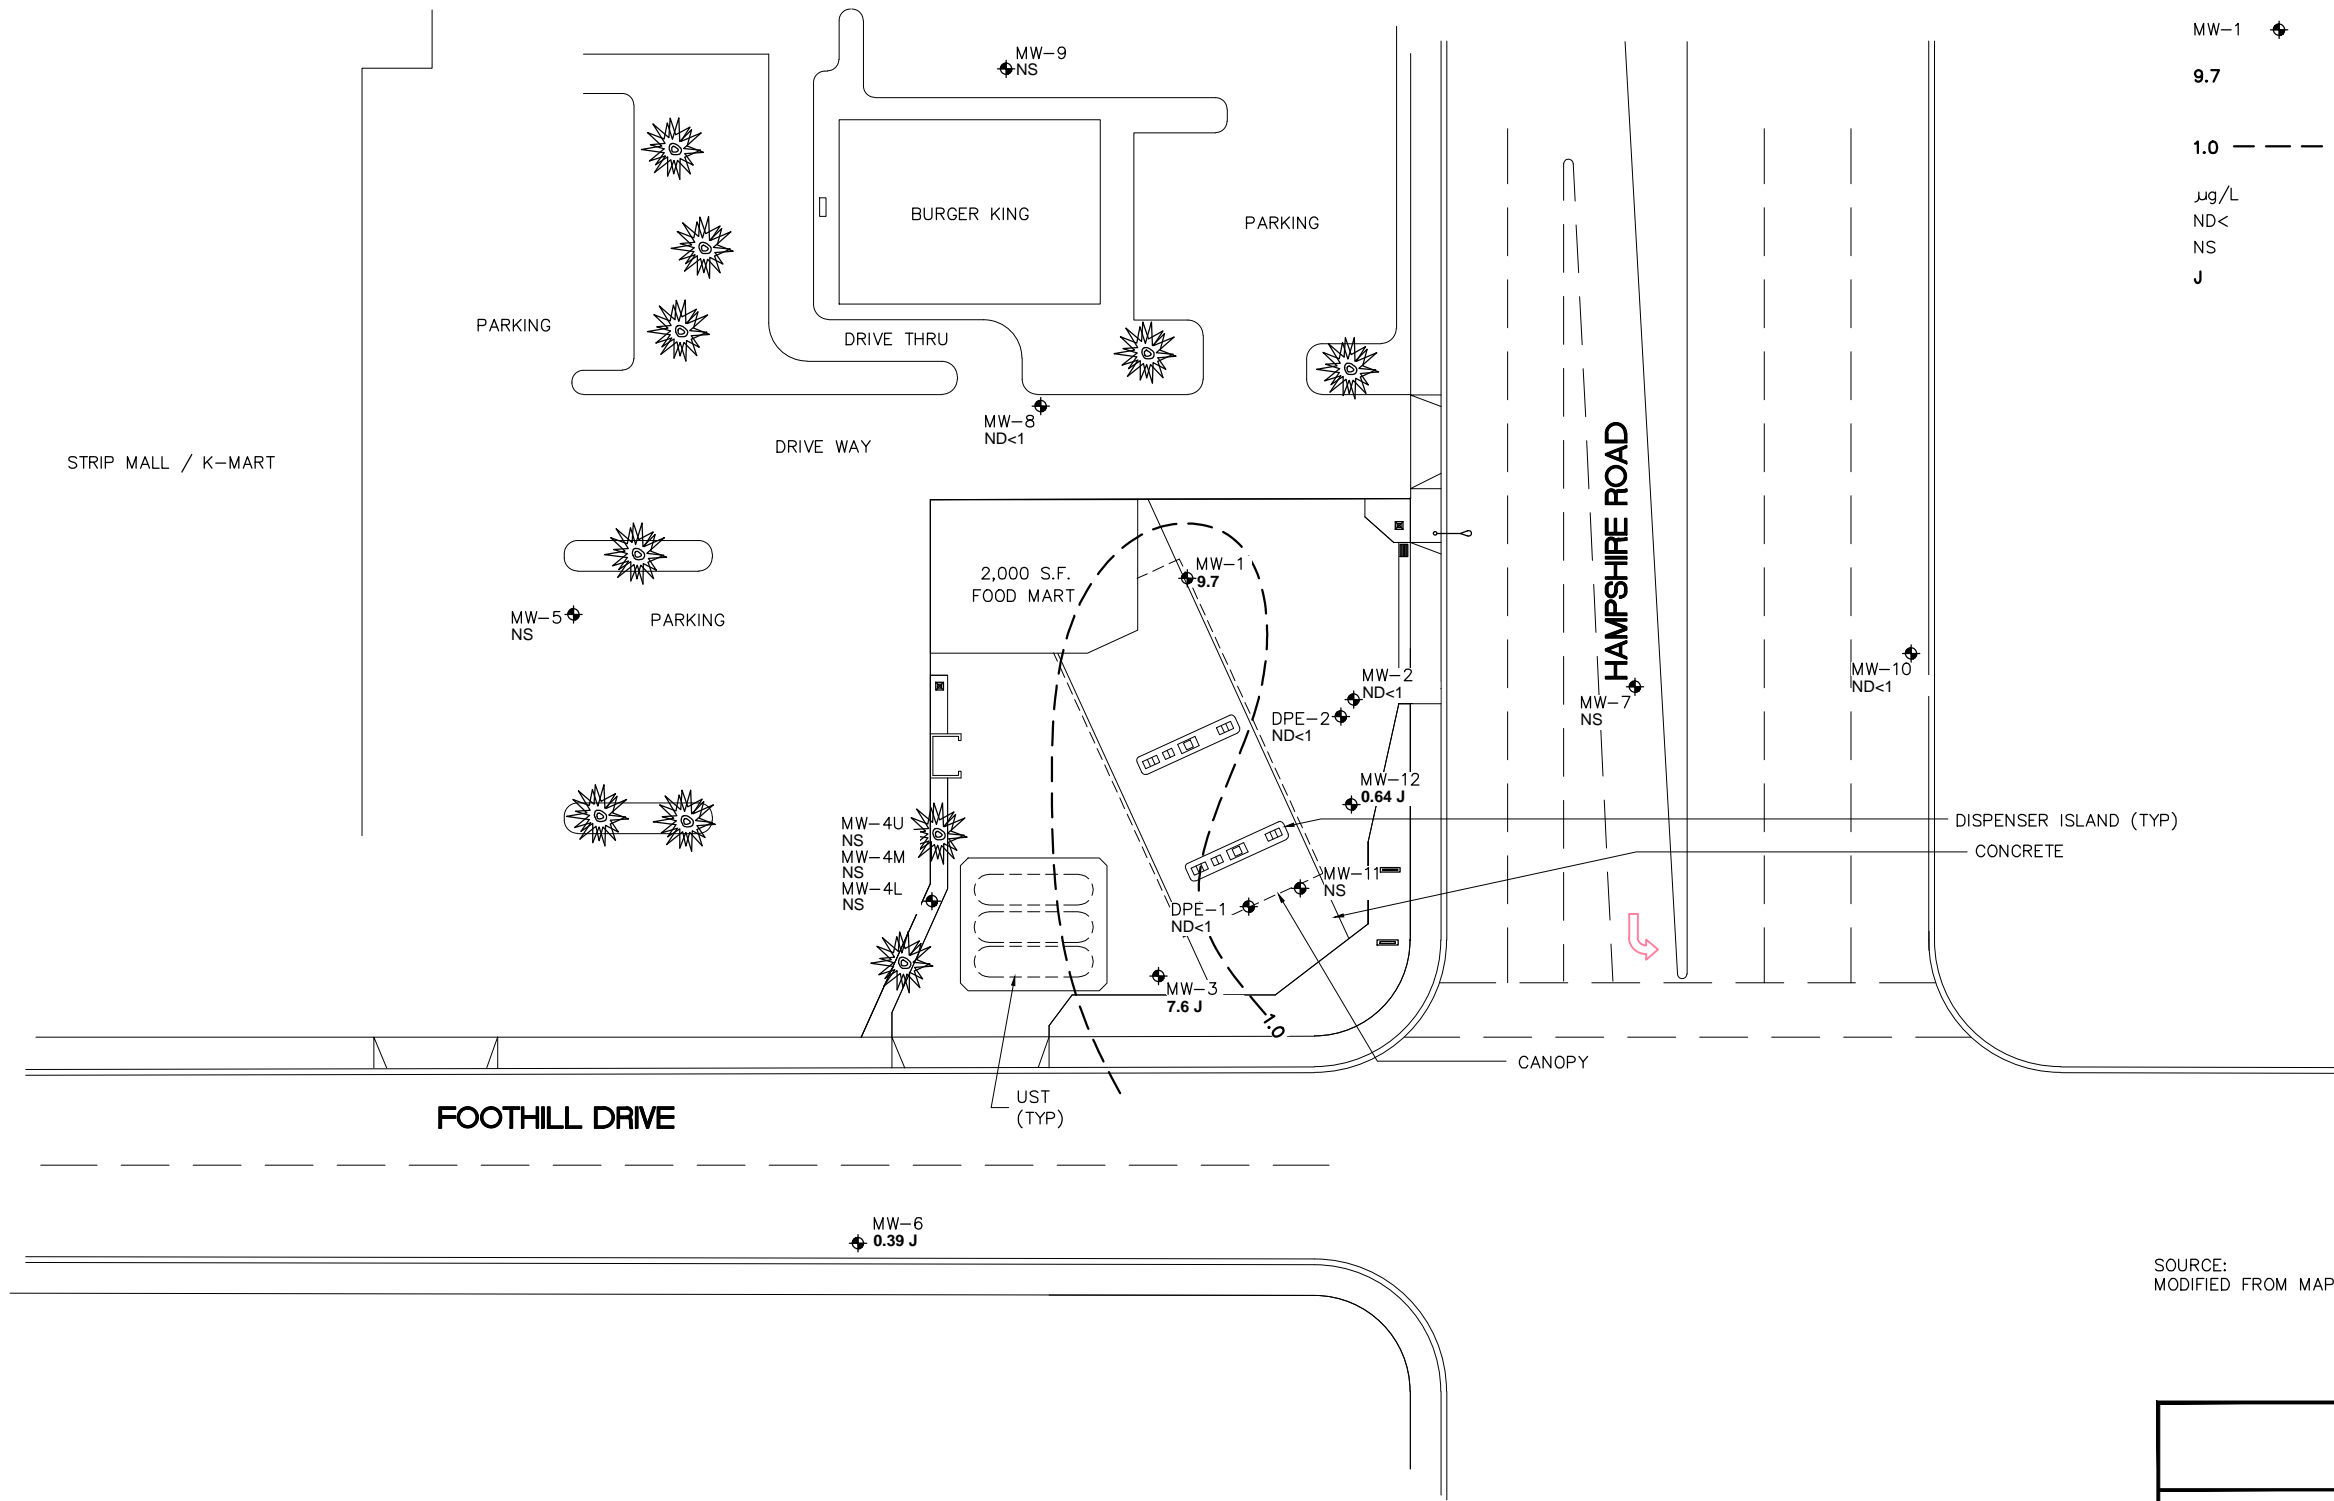 MW-1
9.7
1.0
µg/L
ND<
NS
J
MW-9
NS
BURGER KING
PARKING
PARKING
DRIVE THRU
MW-8
ND<1
DRIVE WAY
STRIP MALL / K-MART
HAMPSHIRE ROAD
2,000 S.F.
FOOD MART
MW-1
9.7
MW-5
NS
PARKING
MW-2
ND<1
DPE-2
ND<1
MW-7
NS
MW-10
ND<1
MW-12
0.64 J
DISPENSER ISLAND (TYP)
CONCRETE
MW-4U
NS
MW-4M
NS
MW-4L
NS
MW-11
NS
DPE-1
ND<1
MW-3
7.6 J
1.0
CANOPY
UST
(TYP)
FOOTHILL DRIVE
MW-6
0.39 J
SOURCE:
MODIFIED FROM MAP